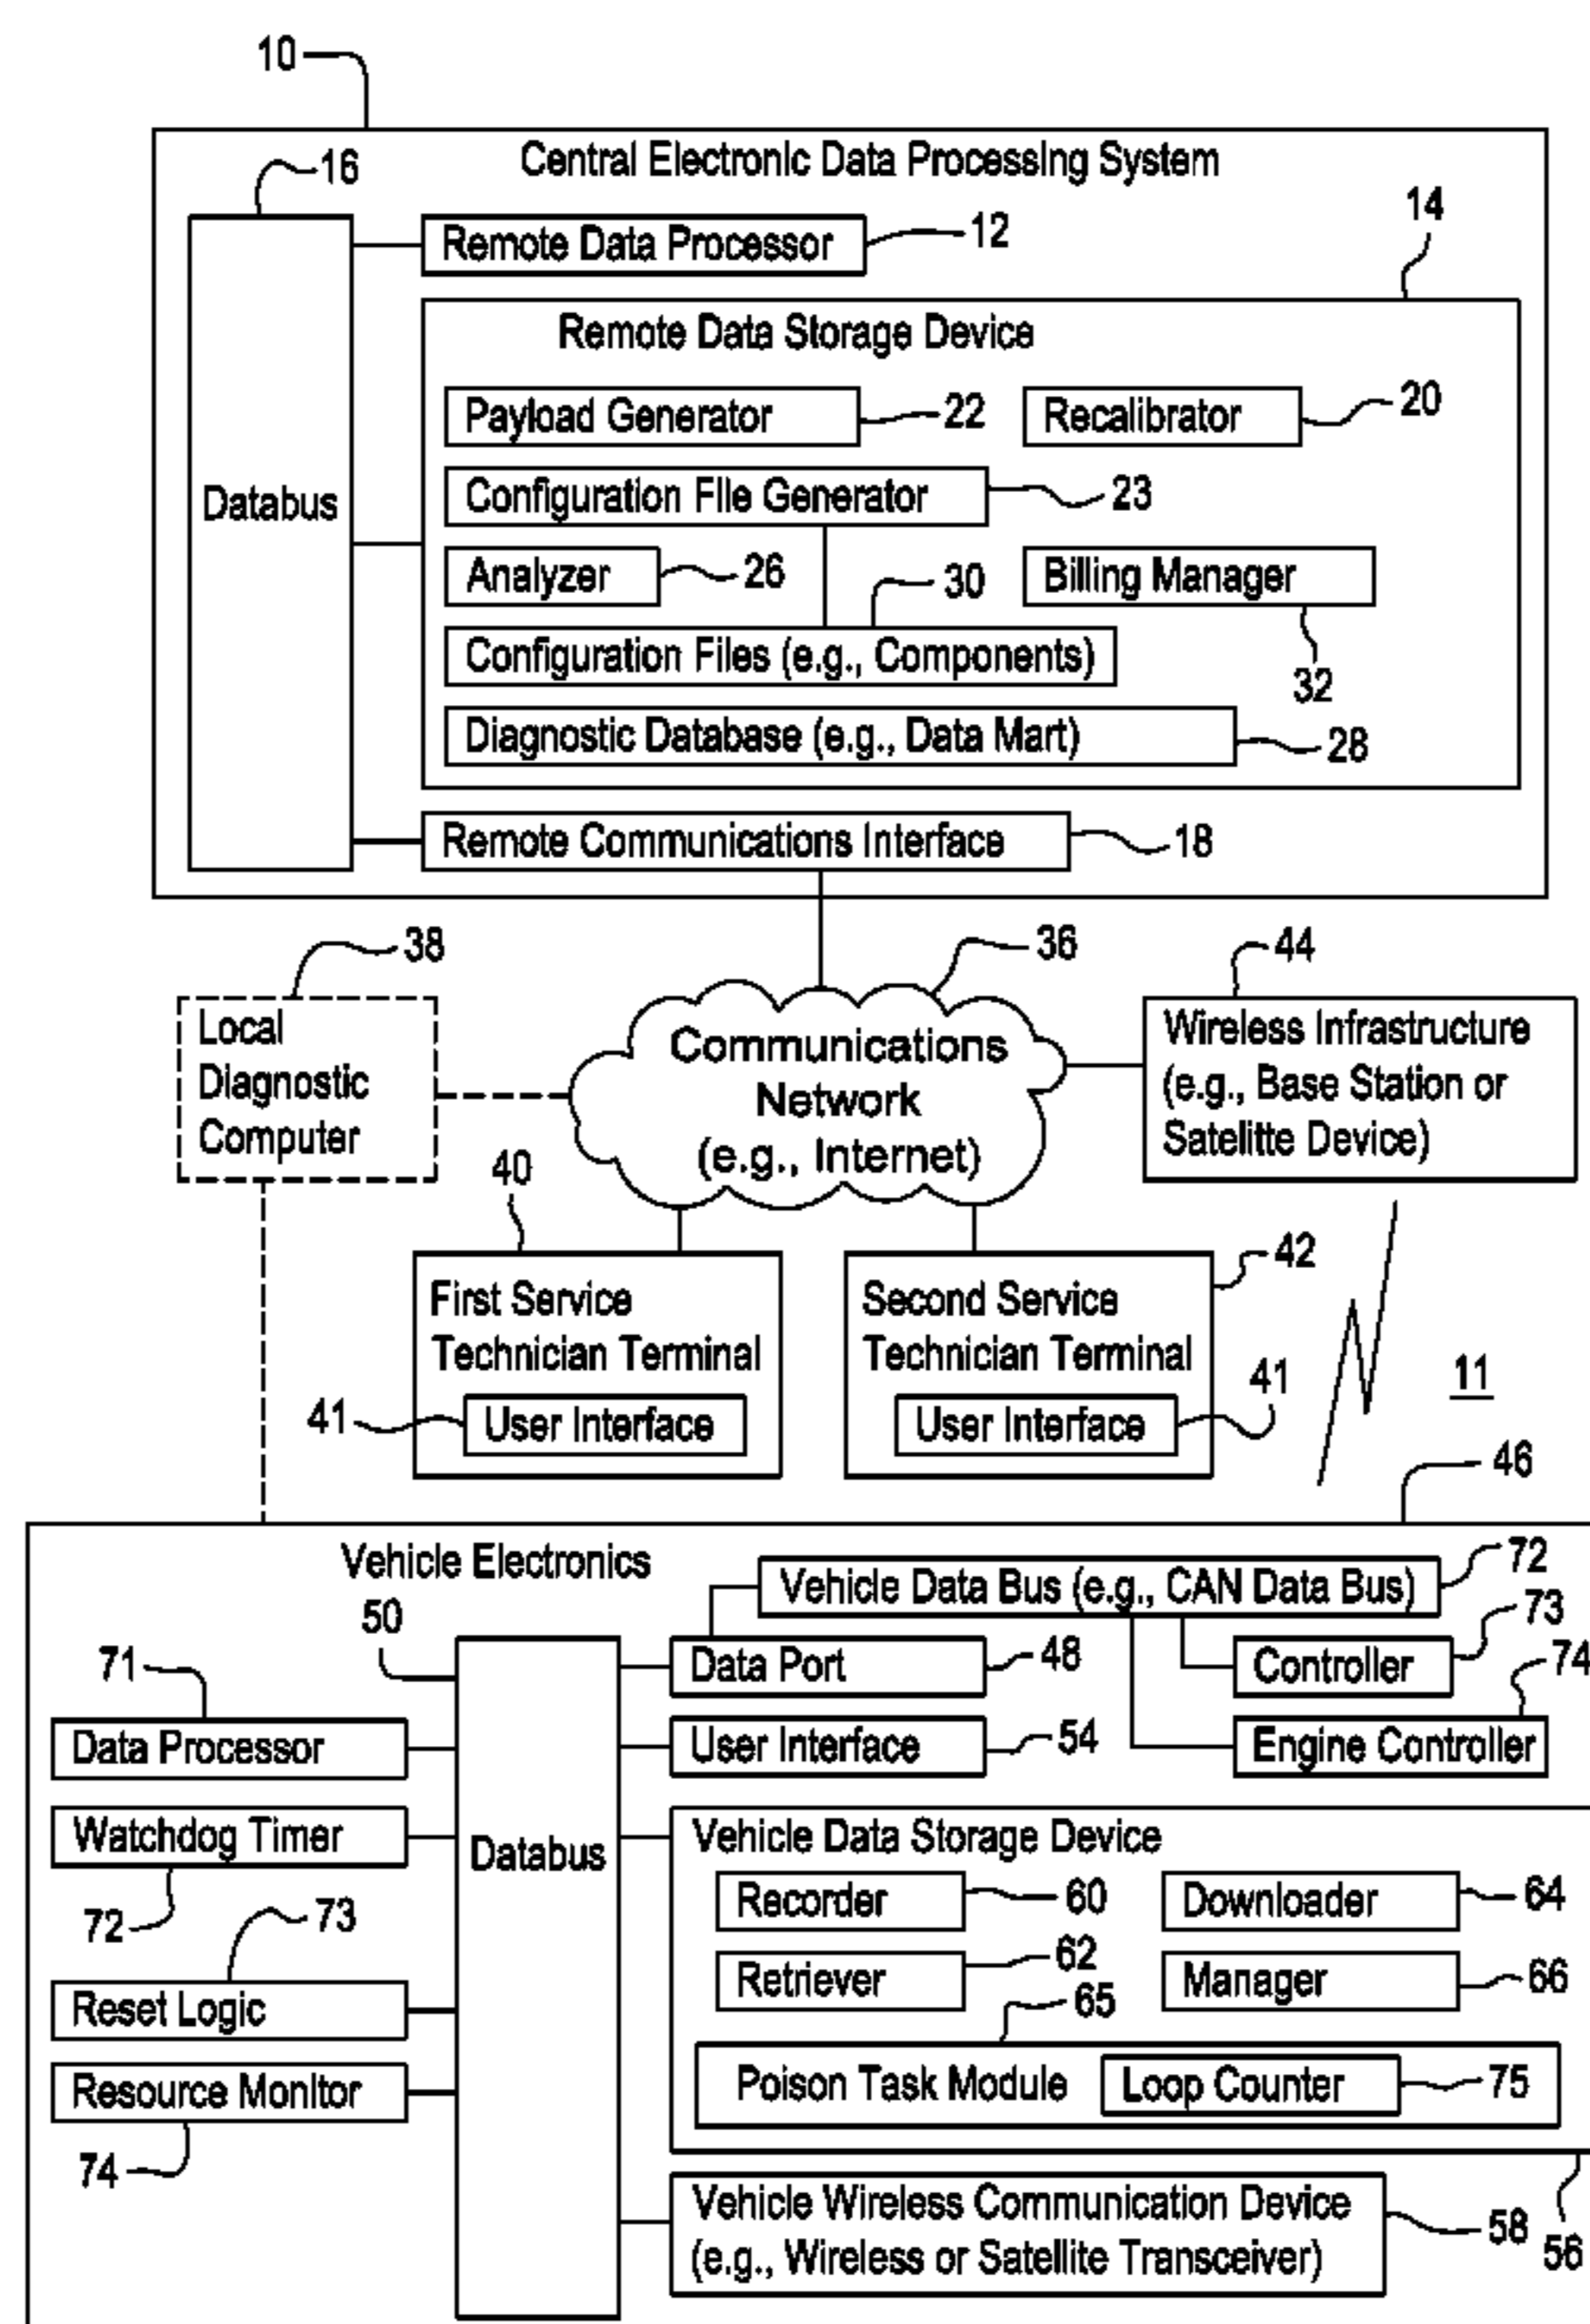 10
Central Electronic Data Processing System
16
14
Remote Data Processor
12
Remote Data Storage Device
Payload Generator
22
Recalibrator
20
Databus
Configuration File Generator
23
Analyzer
26
30
Billing Manager
Configuration Files (e.g., Components)
32
Diagnostic Database (e.g., Data Mart)
28
Remote Communications Interface
18
38
36
44
Local
Diagnostic
Computer
Communications
Network
(e.g., Internet)
Wireless Infrastructure
(e.g., Base Station or
Satelitte Device)
40
42
First Service
Technician Terminal
41
User Interface
Second Service
Technician Terminal
User Interface
41
11
46
Vehicle Electronics
Vehicle Data Bus (e.g., CAN Data Bus)
72
50
73
71
Data Port
48
Controller
74
Data Processor
User Interface
54
Engine Controller
Watchdog Timer
72
Databus
Vehicle Data Storage Device
Recorder
60
Downloader
64
73
Retriever
62
Manager
66
Reset Logic
65
Resource Monitor
74
Poison Task Module
Loop Counter
75
Vehicle Wireless Communication Device
(e.g., Wireless or Satellite Transceiver)
58
56